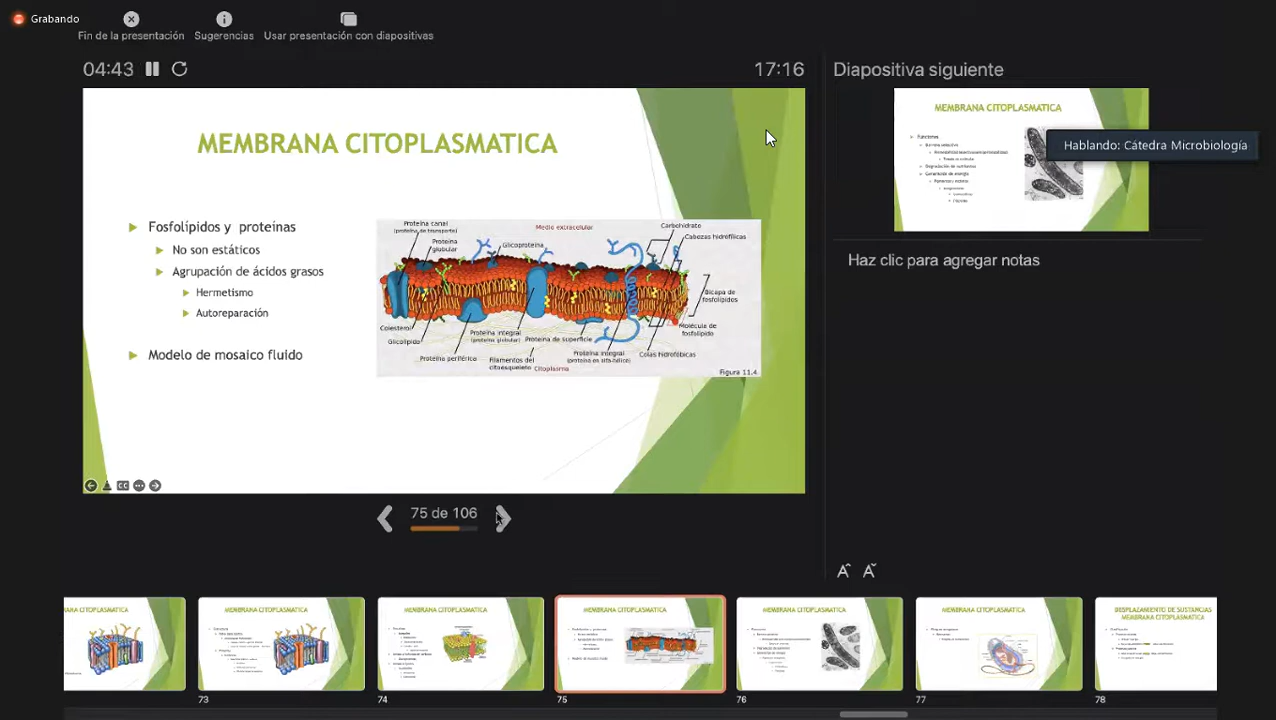 Grabando
Fin de la presentación
Sugerencias
Usar presentación con diapositivas
04:43
17:16
Diapositiva siguiente
MEMBRANA CITOPLASMATICA
Fosfolípidos y proteinas
No son estáticos
Agrupación de ácidos grasos
Hermetismo
Autoreparación
Modelo de mosaico fluido
Proteína canal
(proteína de transporte)
Proteína
globular
Glicoproteína
Medio extracelular
Carbohidrato
Cabezas hidrofílicas
Bicapa de
fosfolípidos
Molécula de
fosfolípido
Colesterol
Glicolípido
Proteína periférica
Proteína integral
(proteína globular)
Filamentos del
citoesqueleto
Proteína de superficie
Citoplasma
Proteína integral
(proteína en alfa-hélice)
Colas hidrofóbicas
Figura 11.4
MEMBRANA CITOPLASMATICA
Funciones
Hablando: Cátedra Microbiología
Haz clic para agregar notas
75 de 106
MEMBRANA CITOPLASMATICA
MEMBRANA CITOPLASMATICA
MEMBRANA CITOPLASMATICA
MEMBRANA CITOPLASMATICA
MEMBRANA CITOPLASMATICA
DESPLAZAMIENTO DE SUSTANCIAS
MEMBRANA CITOPLASMATICA
73
74
75
76
77
78